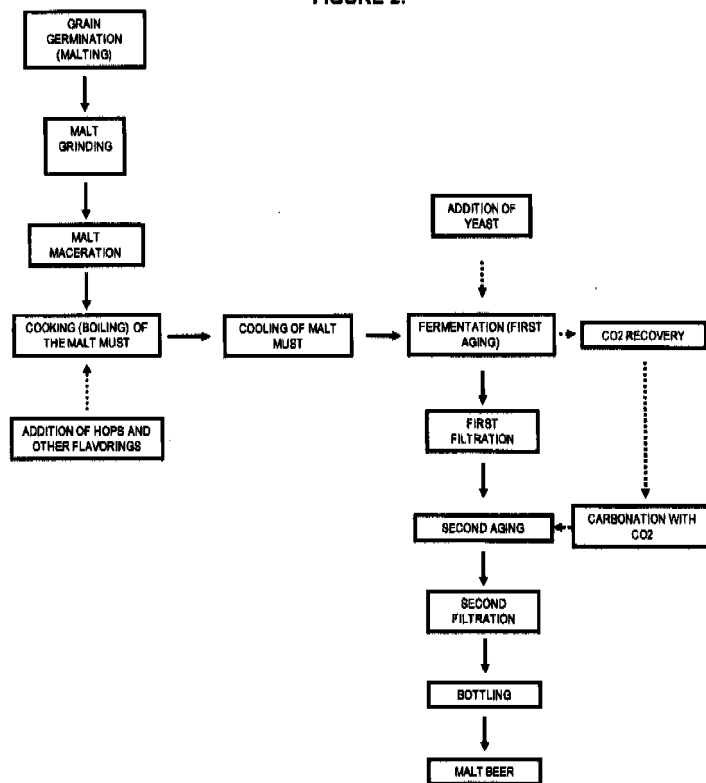 FIGURE 2.
GRAIN
GERMINATION
(MALTING)
MALT
GRINDING
MALT
MACERATION
ADDITION OF
YEAST
COOKING (BOILING) OF
THE MALT MUST
COOLING OF MALT
MUST
FERMENTATION (FIRST
AGING)
CO2 RECOVERY
ADDITION OF HOPS AND
OTHER FLAVORINGS
FIRST
FILTRATION
SECOND AGING
CARBONATION WITH
CO2
SECOND
FILTRATION
BOTTLING
MALT BEER